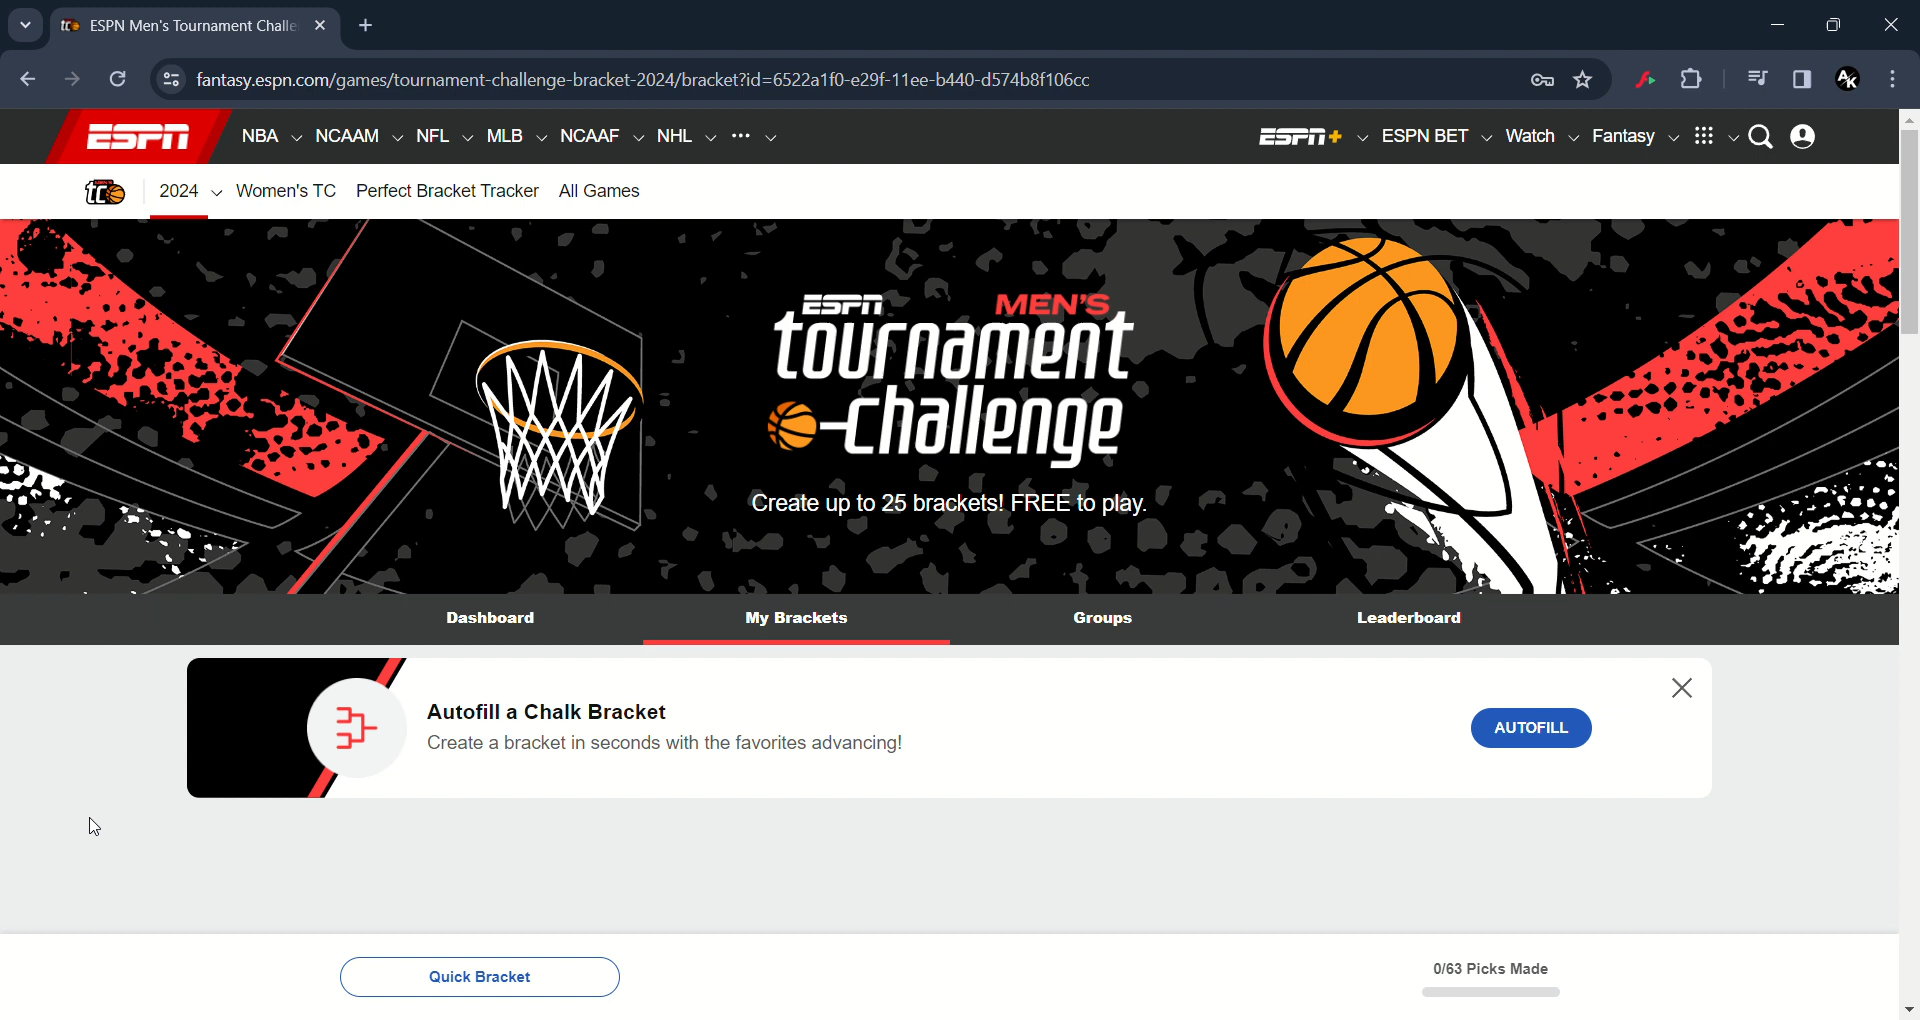 ESPN Men's Tournament Challe
fantasy.espn.com/games/tournament-challenge-bracket-2024/bracket?id=6522a1f0-e29f-11ee-b440-d574b8f106cc
AK
ESPN NBA NCAAM NFL MLB NCAAF NHL ••• ESPN+ ESPN BET Watch Fantasy
tc 2024 Women's TC Perfect Bracket Tracker All Games
ESPN MEN'S
tournament
challenge
Create up to 25 brackets! FREE to play.
Dashboard My Brackets Groups Leaderboard
Autofill a Chalk Bracket
Create a bracket in seconds with the favorites advancing!
AUTOFILL
Quick Bracket
0/63 Picks Made